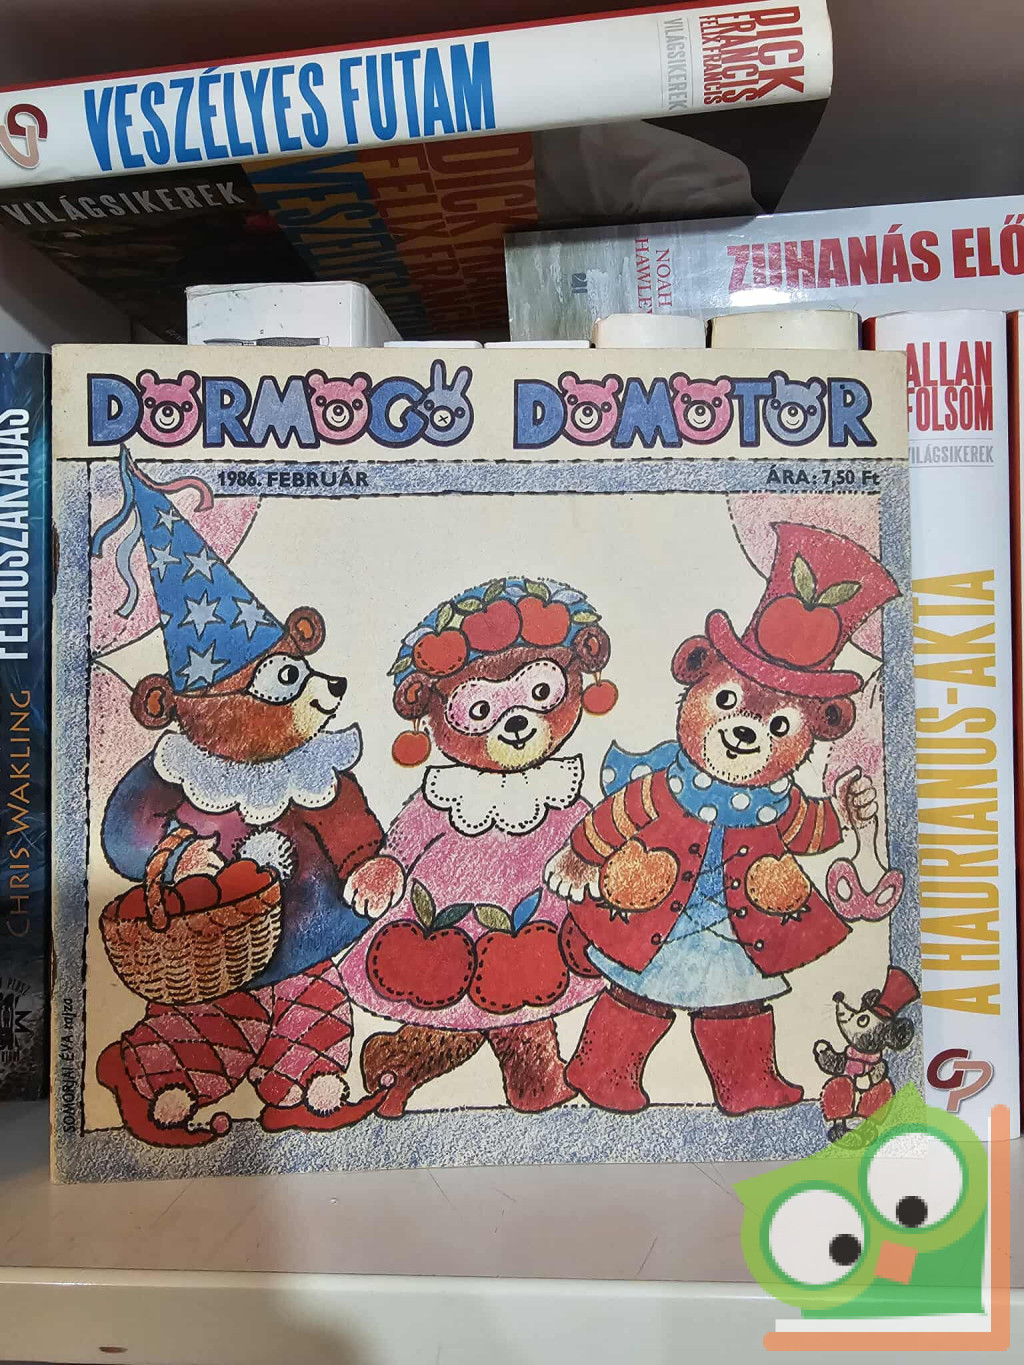 DICK
FRANCIS
FELIX FRANCIS
VILÁGSIKEREK
VESZÉLYES FUTAM
VILÁGSIKEREK
ZUHANÁS ELŐ
NOAH
HAWLEY
DÖRMÖGŐ DÖMÖTÖR
1986. FEBRUÁR
ÁRA: 7,50 Ft
SOMORJAI ÉVA rajza
ALLAN
FOLSOM
VILÁGSIKEREK
A HADRIANUS-AKTA
FELHŐSZAKADÁS
CHRIS WAKLING